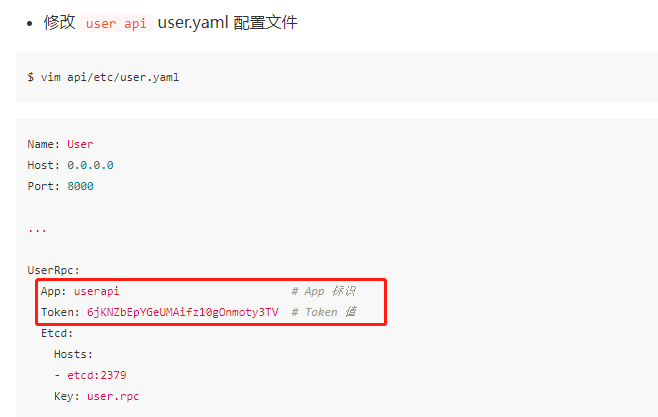 • 修改 user api user.yaml 配置文件
$ vim api/etc/user.yaml
Name: User
Host: 0.0.0.0
Port: 8000
...
UserRpc:
App: userapi # App 标识
Token: 6jKNZbEpYGeUMAifz10gOnmoty3TV # Token 值
Etcd:
Hosts:
- etcd:2379
Key: user.rpc